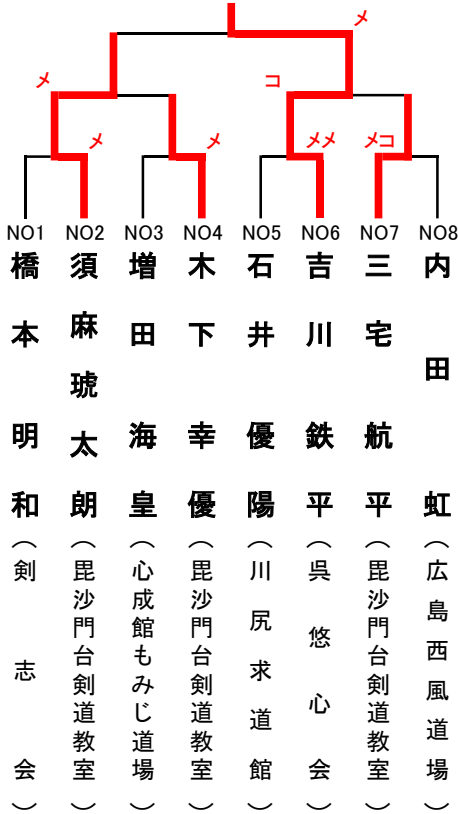 メ
メ
コ
メ
メ
メメ
メコ
NO1
NO2
NO3
NO4
NO5
NO6
NO7
NO8
橋本明和(剣志会)
須麻琥太朗(毘沙門台剣道教室)
増田海皇(心成館もみじ道場)
木下幸優(毘沙門台剣道教室)
石井優陽(川尻求道館)
吉川鉄平(呉悠心会)
三宅航平(毘沙門台剣道教室)
内田虹(広島西風道場)